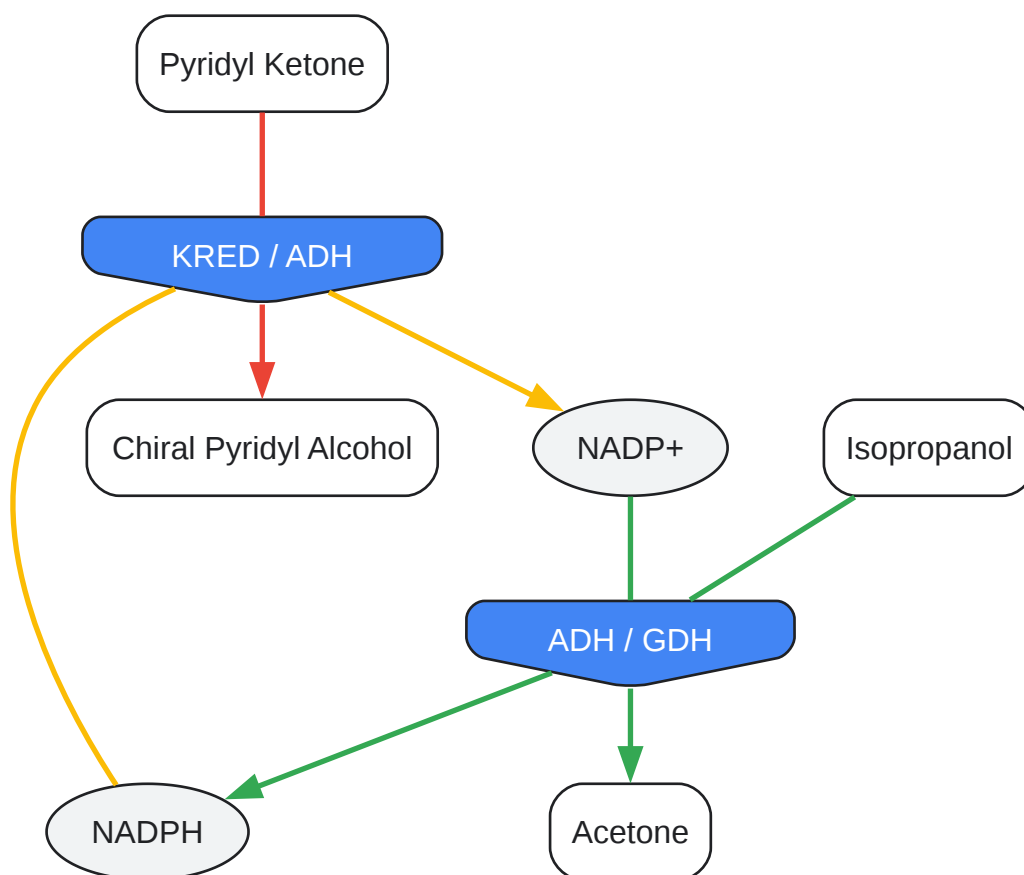 Pyridyl Ketone
KRED / ADH
Chiral Pyridyl Alcohol
NADP+
Isopropanol
ADH / GDH
NADPH
Acetone